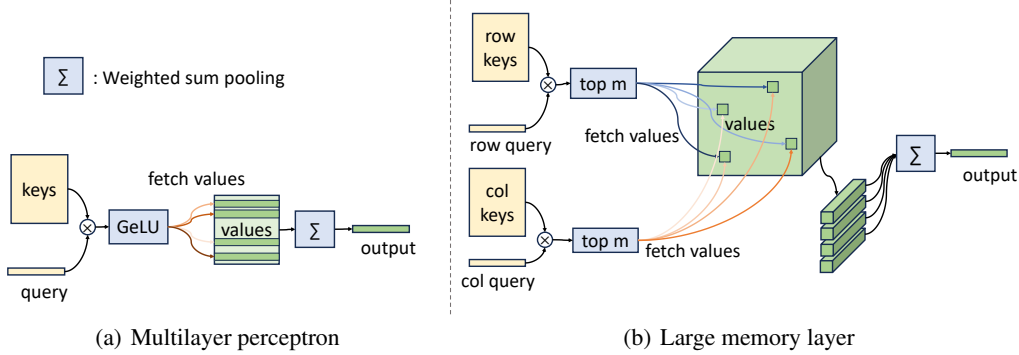 ∑ : Weighted sum pooling
keys
query
GeLU
fetch values
values
∑
output
(a) Multilayer perceptron
row
keys
row query
top m
fetch values
values
col
keys
col query
top m
fetch values
∑
output
(b) Large memory layer